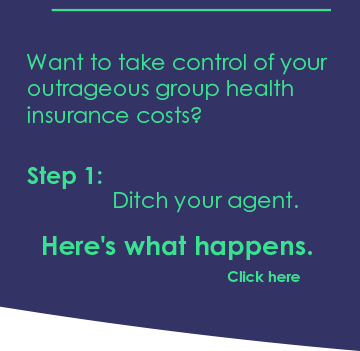 Want to take control of your
outrageous group health
insurance costs?
Step 1:
Ditch your agent.
Here's what happens.
Click here